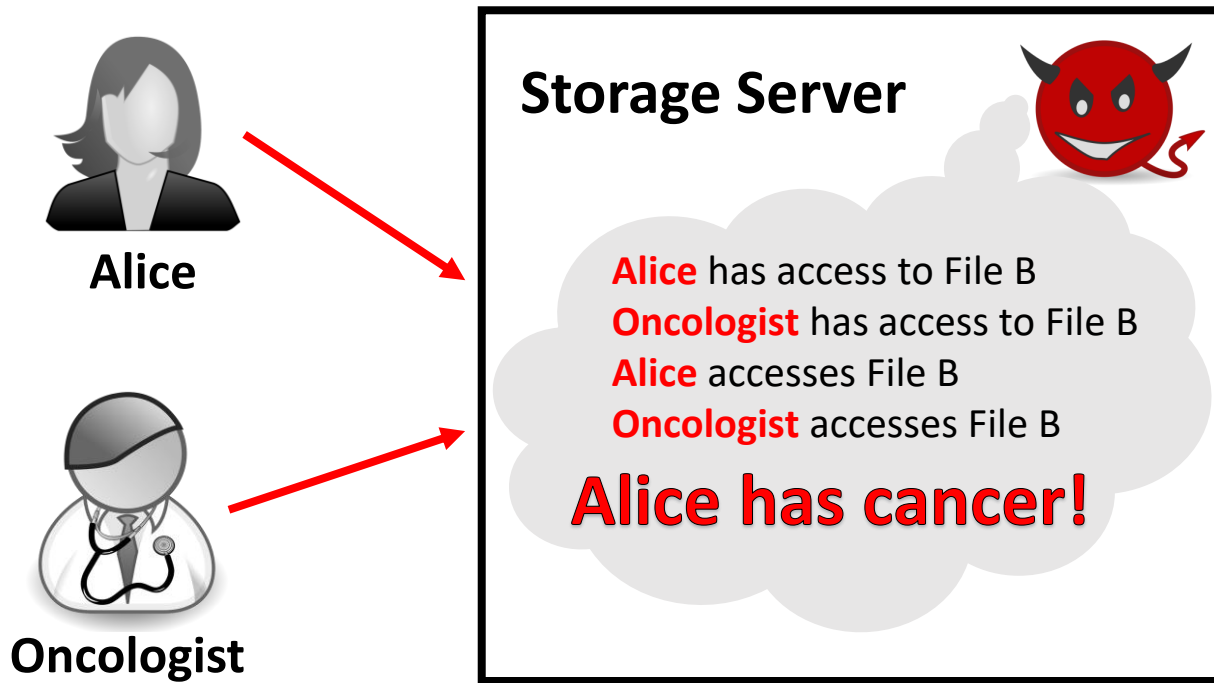 Storage Server
Alice
Alice has access to File B
Oncologist has access to File B
Alice accesses File B
Oncologist accesses File B
Alice has cancer!
Oncologist